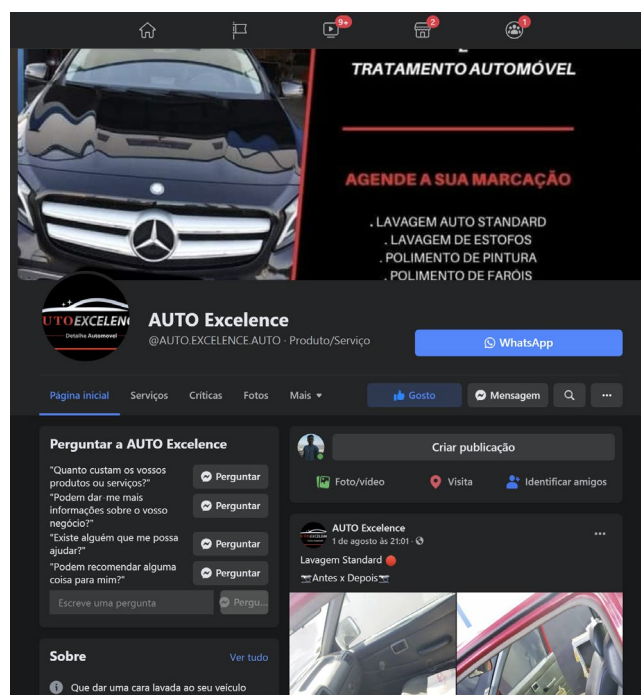 9+
2
1
E
TRATAMENTO AUTOMÓVEL
AGENDE A SUA MARCAÇÃO
. LAVAGEM AUTO STANDARD
. LAVAGEM DE ESTOFOS
. POLIMENTO DE PINTURA
. POLIMENTO DE FARÓIS
UTOEXCELEN
Detalhe Automovel
AUTO Excelence
@AUTO.EXCELENCE.AUTO · Produto/Serviço
WhatsApp
Página inicial
Serviços
Críticas
Fotos
Mais
Gosto
Mensagem
Perguntar a AUTO Excelence
"Quanto custam os vossos
produtos ou serviços?"
Perguntar
"Podem dar-me mais
informações sobre o vosso
negócio?"
Perguntar
"Existe alguém que me possa
ajudar?"
Perguntar
"Podem recomendar alguma
coisa para mim?"
Perguntar
Escreve uma pergunta
Pergu...
Sobre
Ver tudo
Que dar uma cara lavada ao seu veículo
Criar publicação
Foto/vídeo
Visita
Identificar amigos
AUTO Excelence
1 de agosto às 21:01 ·
Lavagem Standard
Antes x Depois